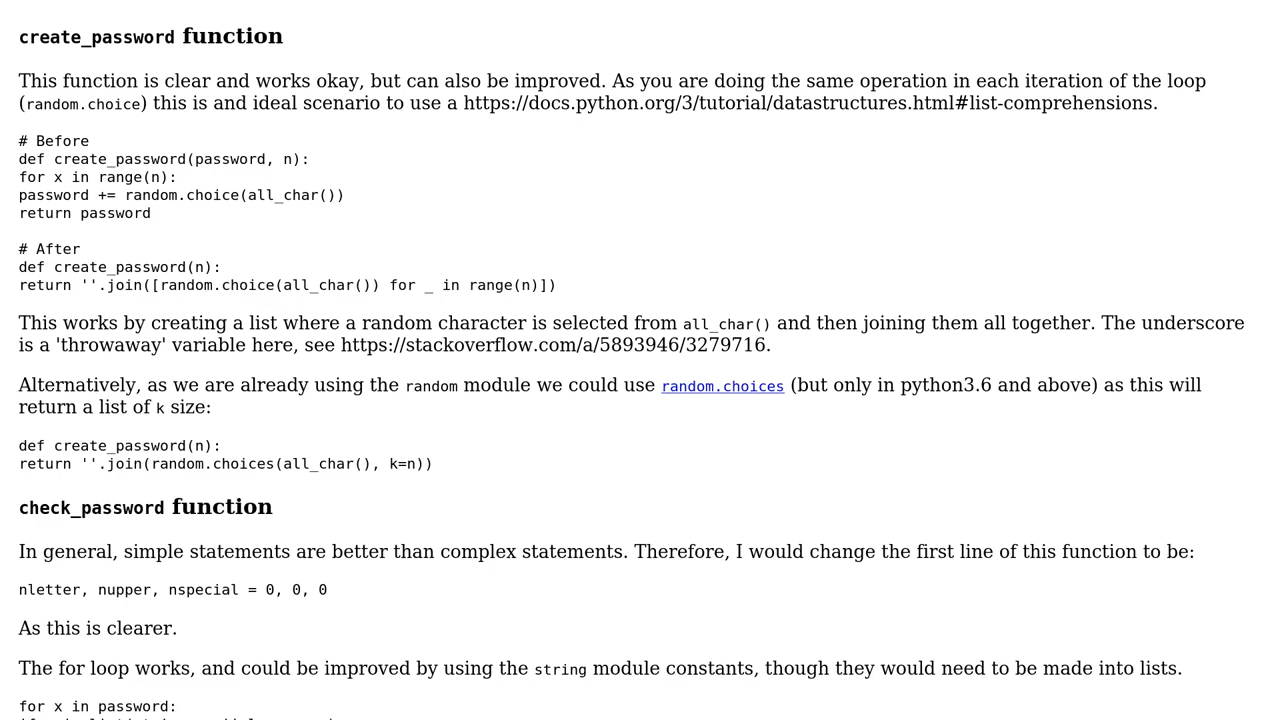 create_password function
This function is clear and works okay, but can also be improved. As you are doing the same operation in each iteration of the loop
(random.choice) this is and ideal scenario to use a https://docs.python.org/3/tutorial/datastructures.html#list-comprehensions.
# Before
def create_password(password, n):
for x in range(n):
password += random.choice(all_char())
return password
# After
def create_password(n):
return ''.join([random.choice(all_char()) for _ in range(n)])
This works by creating a list where a random character is selected from all_char() and then joining them all together. The underscore
is a 'throwaway' variable here, see https://stackoverflow.com/a/5893946/3279716.
Alternatively, as we are already using the random module we could use random.choices (but only in python3.6 and above) as this will
return a list of k size:
def create_password(n):
return ''.join(random.choices(all_char(), k=n))
check_password function
In general, simple statements are better than complex statements. Therefore, I would change the first line of this function to be:
nletter, nupper, nspecial = 0, 0, 0
As this is clearer.
The for loop works, and could be improved by using the string module constants, though they would need to be made into lists.
for x in password: